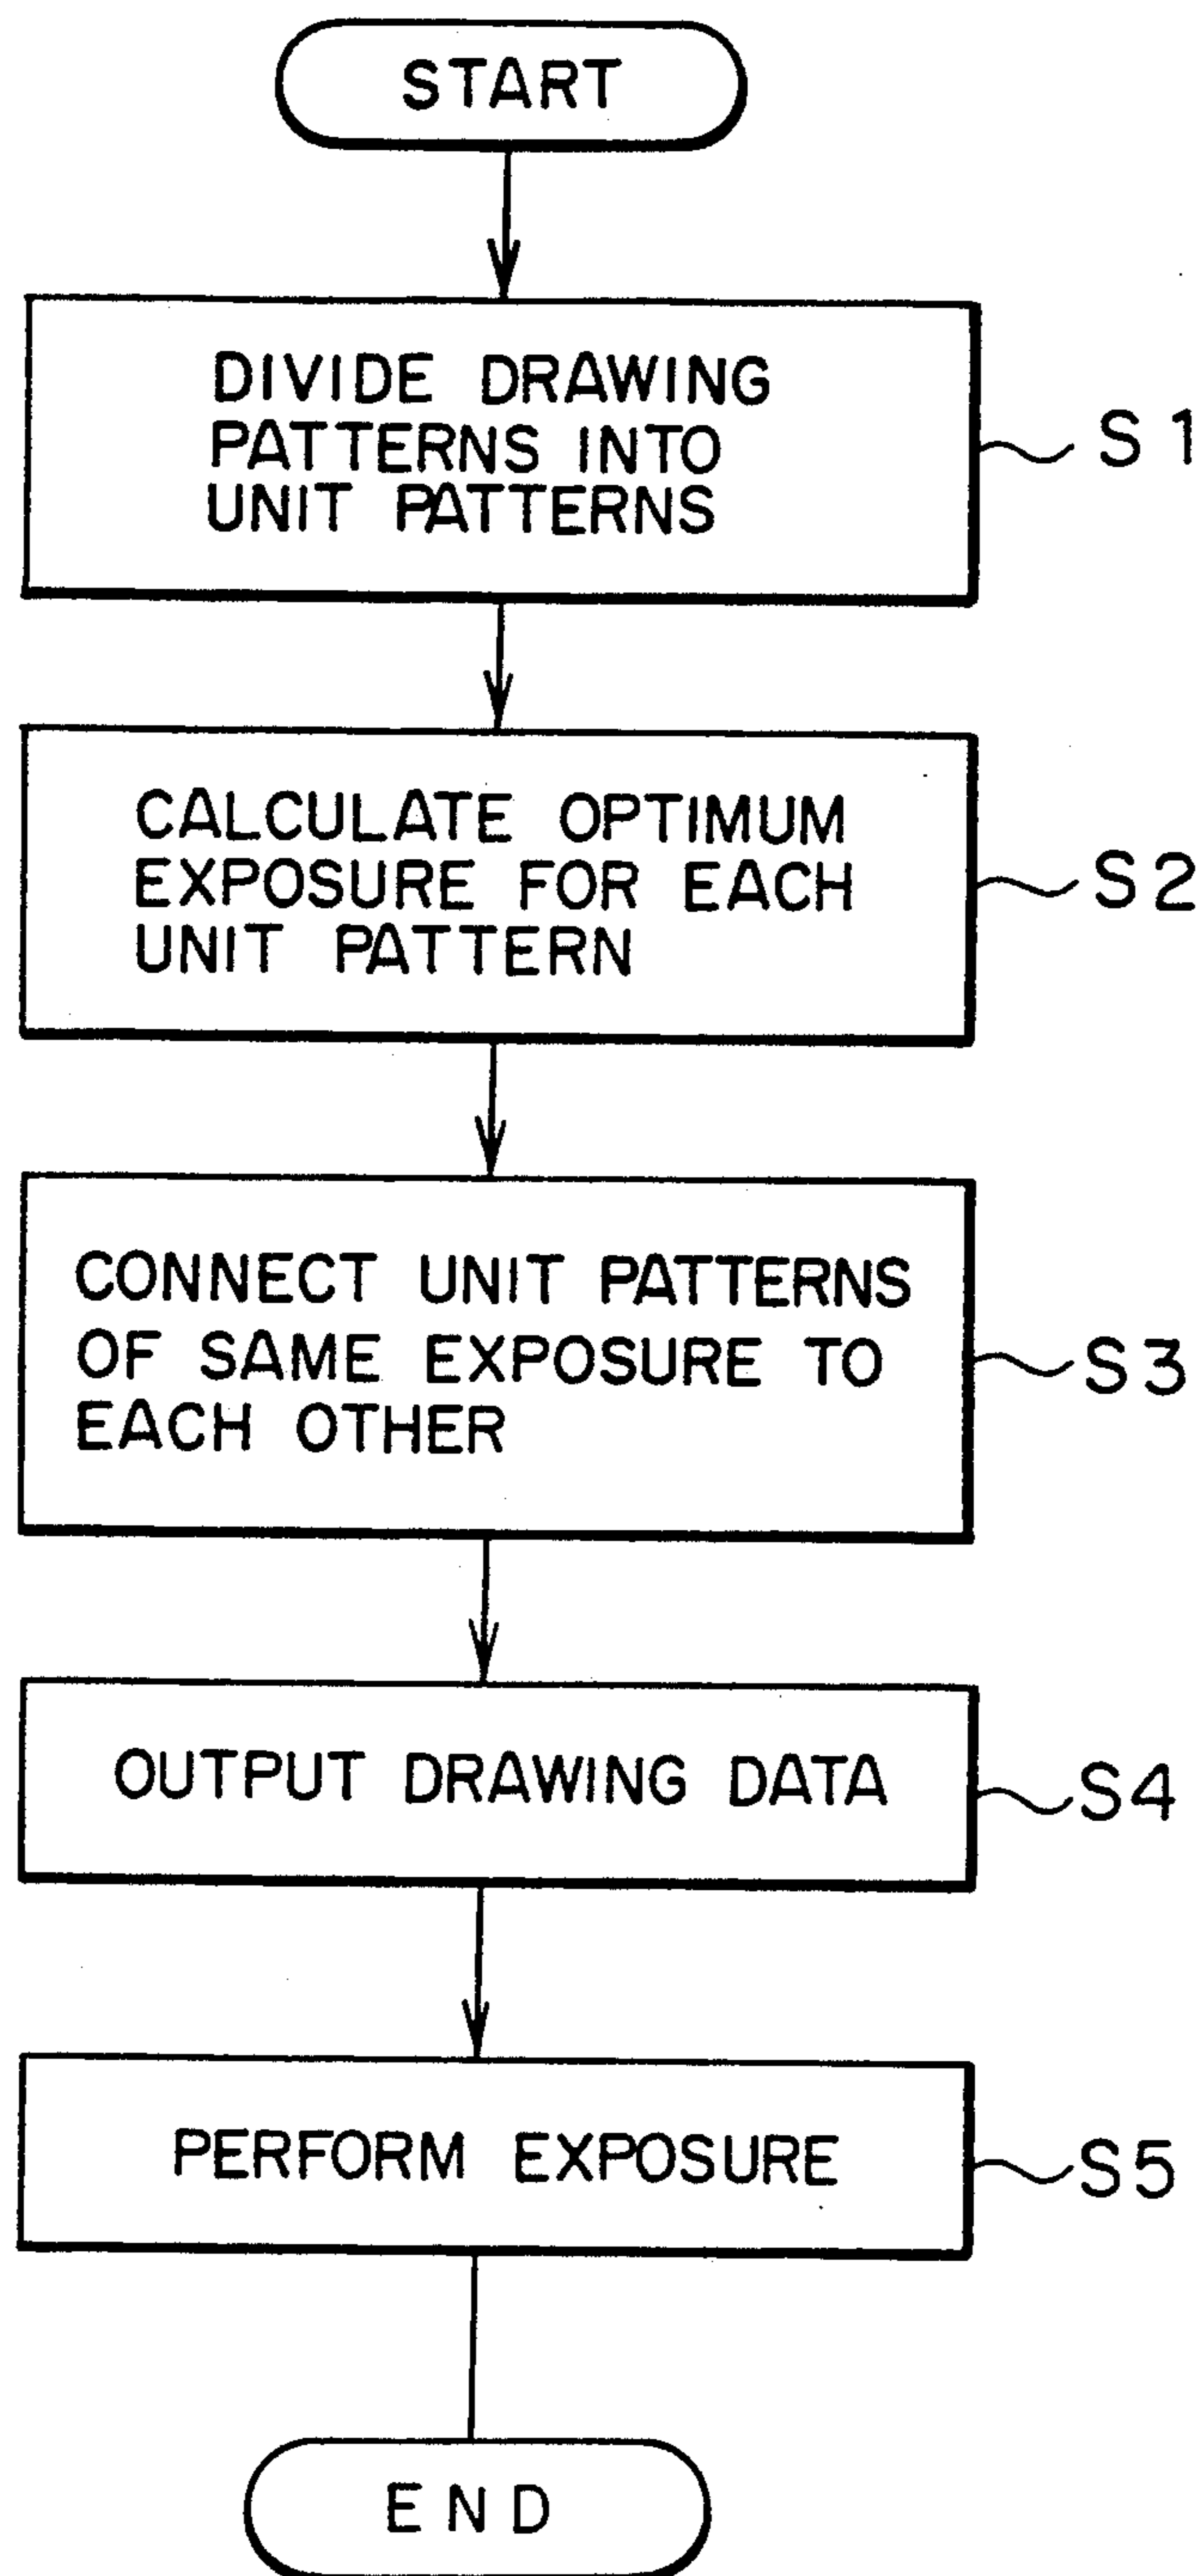 START
DIVIDE DRAWING
PATTERNS INTO
UNIT PATTERNS
S1
CALCULATE OPTIMUM
EXPOSURE FOR EACH
UNIT PATTERN
S2
CONNECT UNIT PATTERNS
OF SAME EXPOSURE TO
EACH OTHER
S3
OUTPUT DRAWING DATA
S4
PERFORM EXPOSURE
S5
END